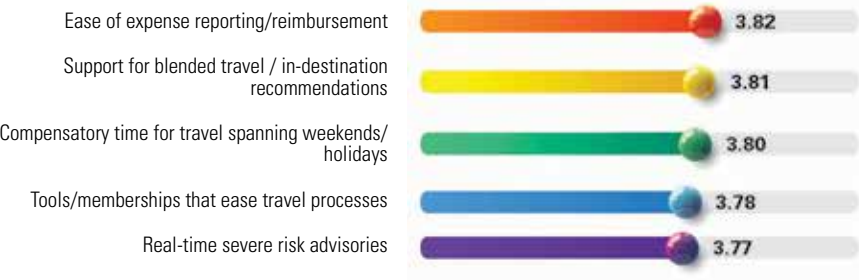 Ease of expense reporting/reimbursement
3.82
Support for blended travel / in-destination
recommendations
3.81
Compensatory time for travel spanning weekends/
holidays
3.80
Tools/memberships that ease travel processes
3.78
Real-time severe risk advisories
3.77